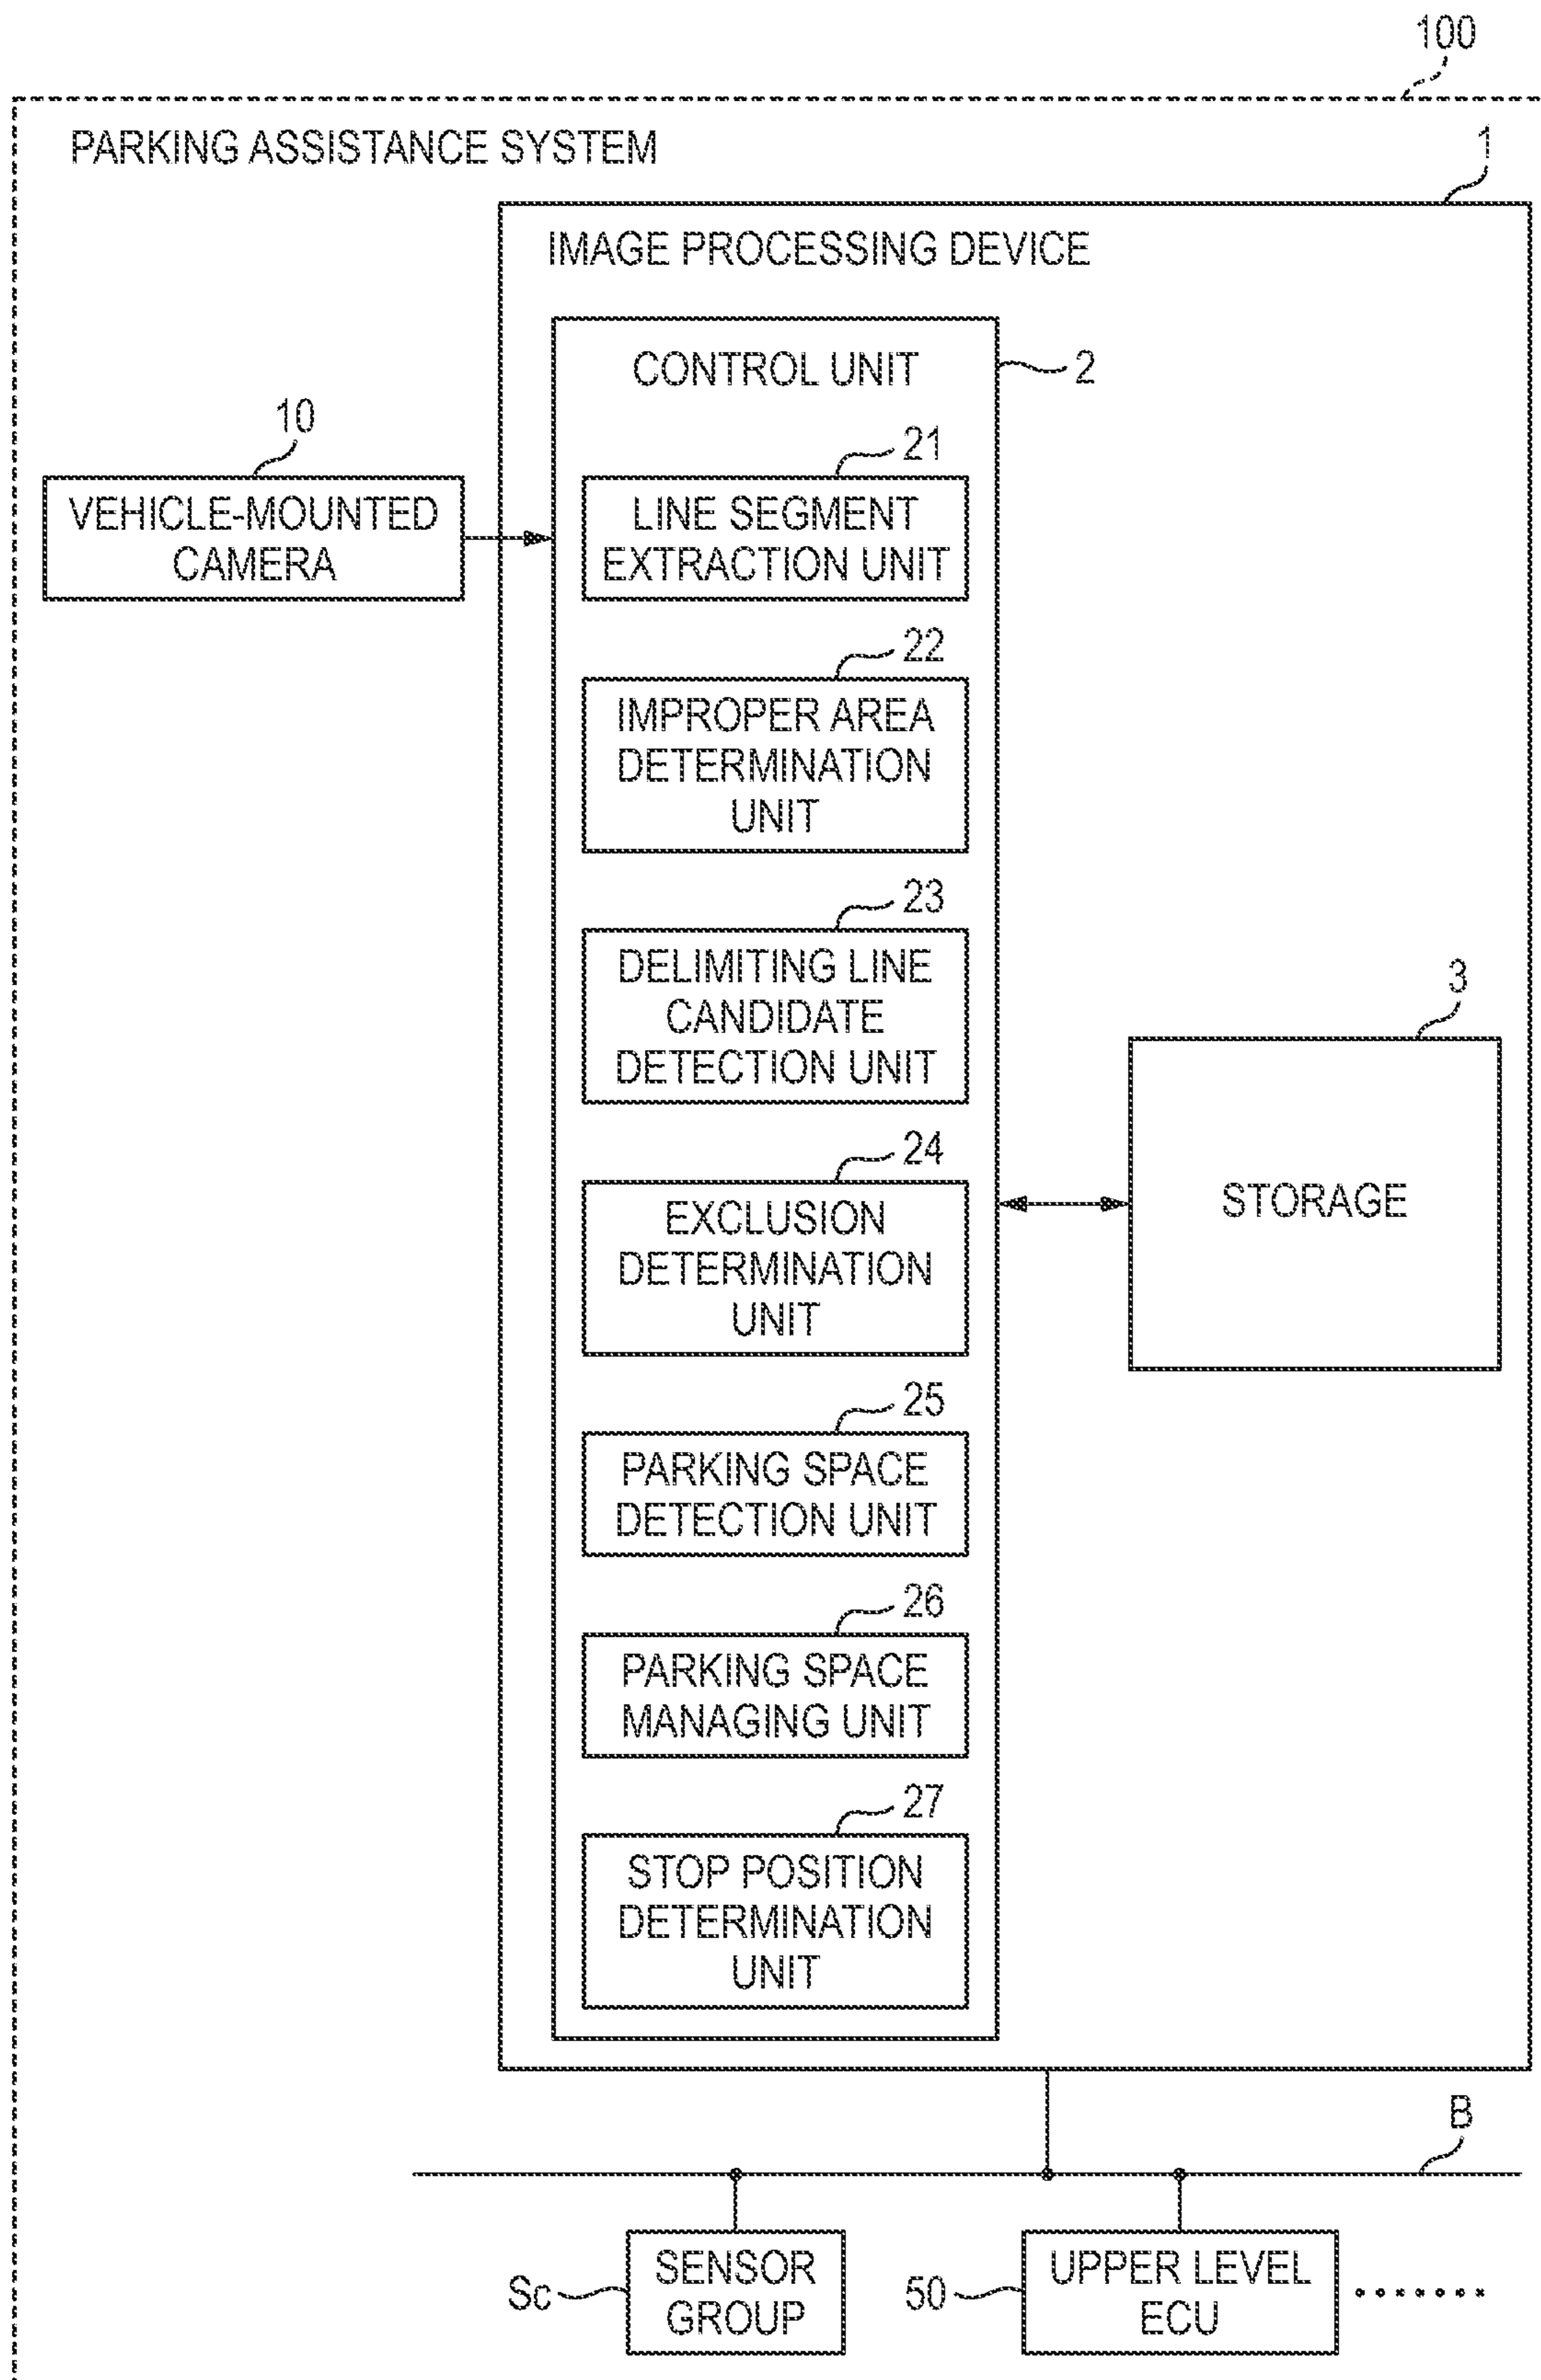 100
PARKING ASSISTANCE SYSTEM
1
IMAGE PROCESSING DEVICE
CONTROL UNIT
2
10
VEHICLE-MOUNTED
CAMERA
21
LINE SEGMENT
EXTRACTION UNIT
22
IMPROPER AREA
DETERMINATION
UNIT
23
DELIMITING LINE
CANDIDATE
DETECTION UNIT
3
STORAGE
24
EXCLUSION
DETERMINATION
UNIT
25
PARKING SPACE
DETECTION UNIT
26
PARKING SPACE
MANAGING UNIT
27
STOP POSITION
DETERMINATION
UNIT
B
Sc
SENSOR
GROUP
50
UPPER LEVEL
ECU